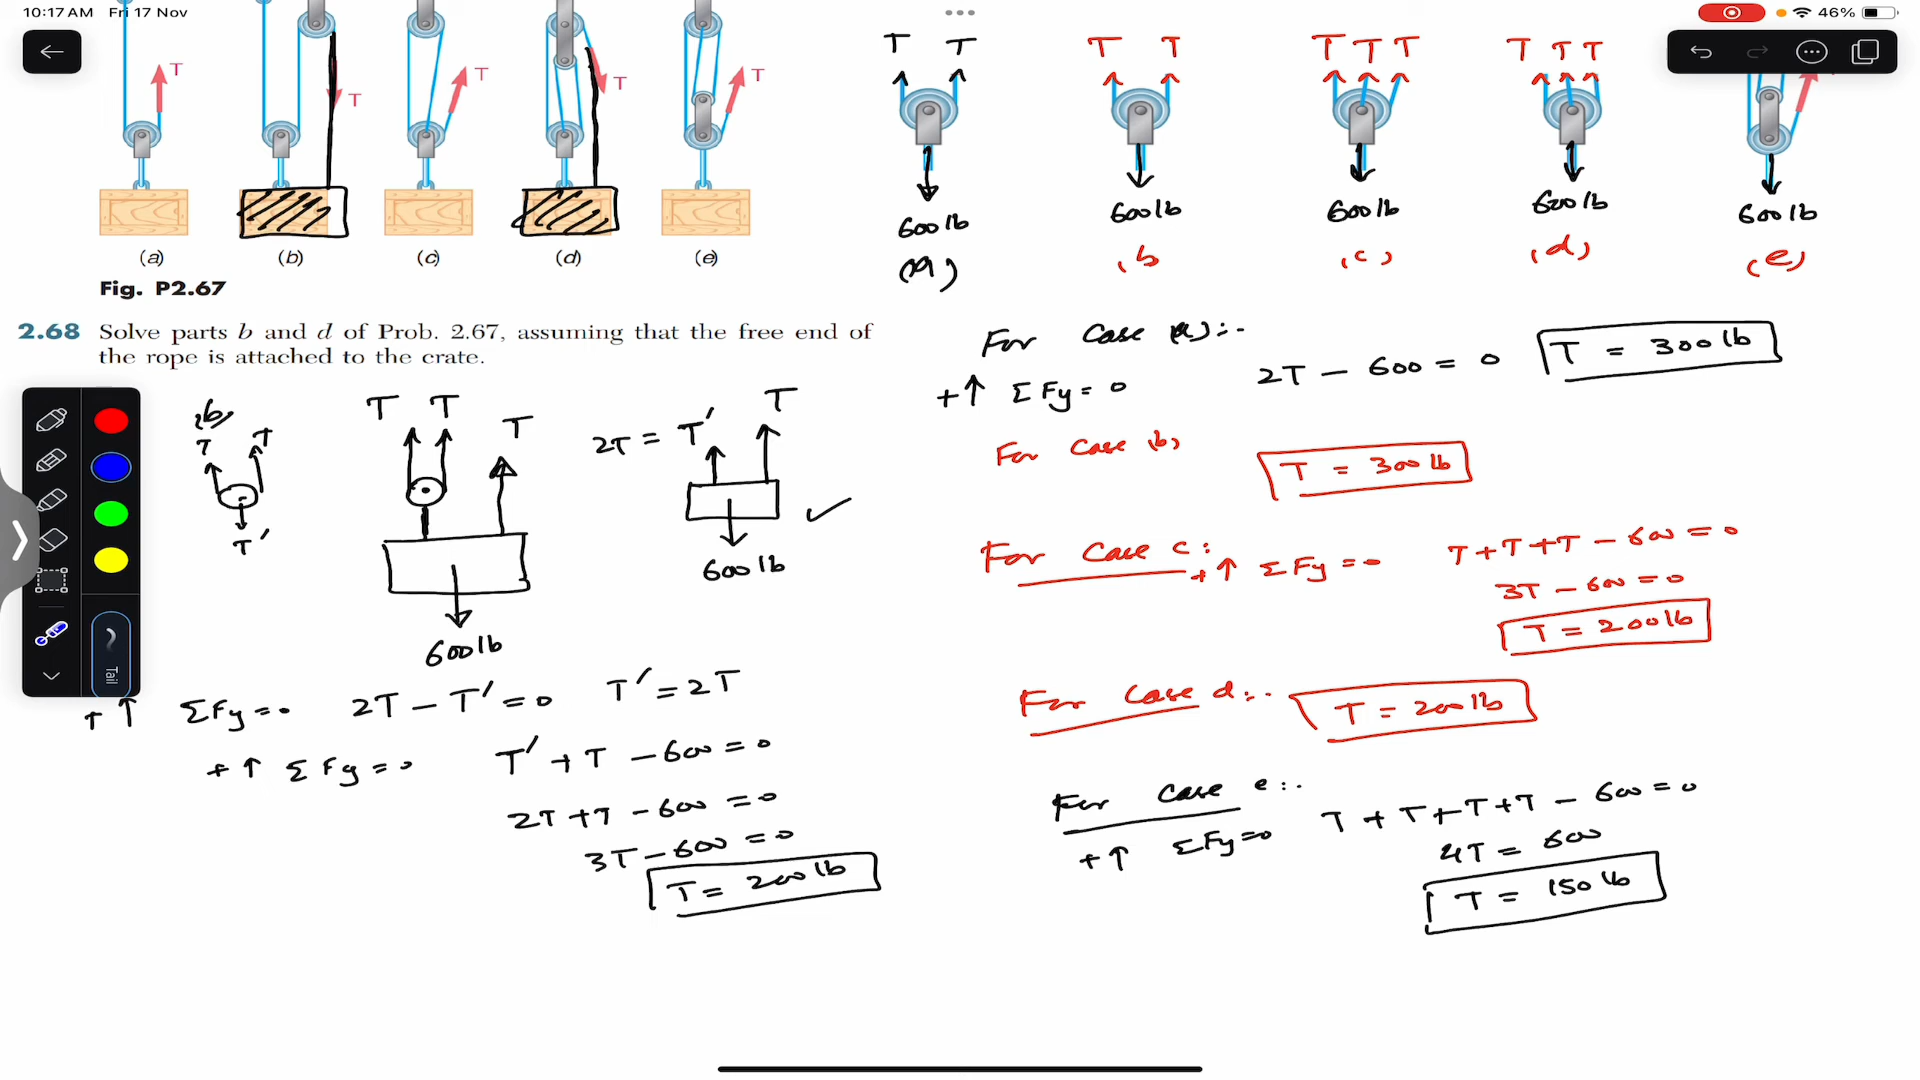 10:17 AM Fri 17 Nov
46%
T
T
T
T
T
(a)
(b)
(c)
(d)
(e)
Fig. P2.67
2.68 Solve parts b and d of Prob. 2.67, assuming that the free end of
the rope is attached to the crate.
T T
600 lb
(a)
T T
600 lb
(b
T T T
600 lb
(c)
T T T
600 lb
(d)
600 lb
(e)
(b)
T T
T'
T T T
600 lb
2T = T' T
600 lb
+↑ ΣFy = 0 2T - T' = 0 T' = 2T
+↑ ΣFy = 0 T' + T - 600 = 0
2T + T - 600 = 0
3T - 600 = 0
T = 200 lb
For Case (a):-
+↑ ΣFy = 0 2T - 600 = 0 T = 300 lb
For Case (b) T = 300 lb
For Case c:
+↑ ΣFy = 0 T + T + T - 600 = 0
3T - 600 = 0
T = 200 lb
For Case d:- T = 200 lb
For Case e:-
+↑ ΣFy = 0 T + T + T + T - 600 = 0
4T = 600
T = 150 lb
Tail